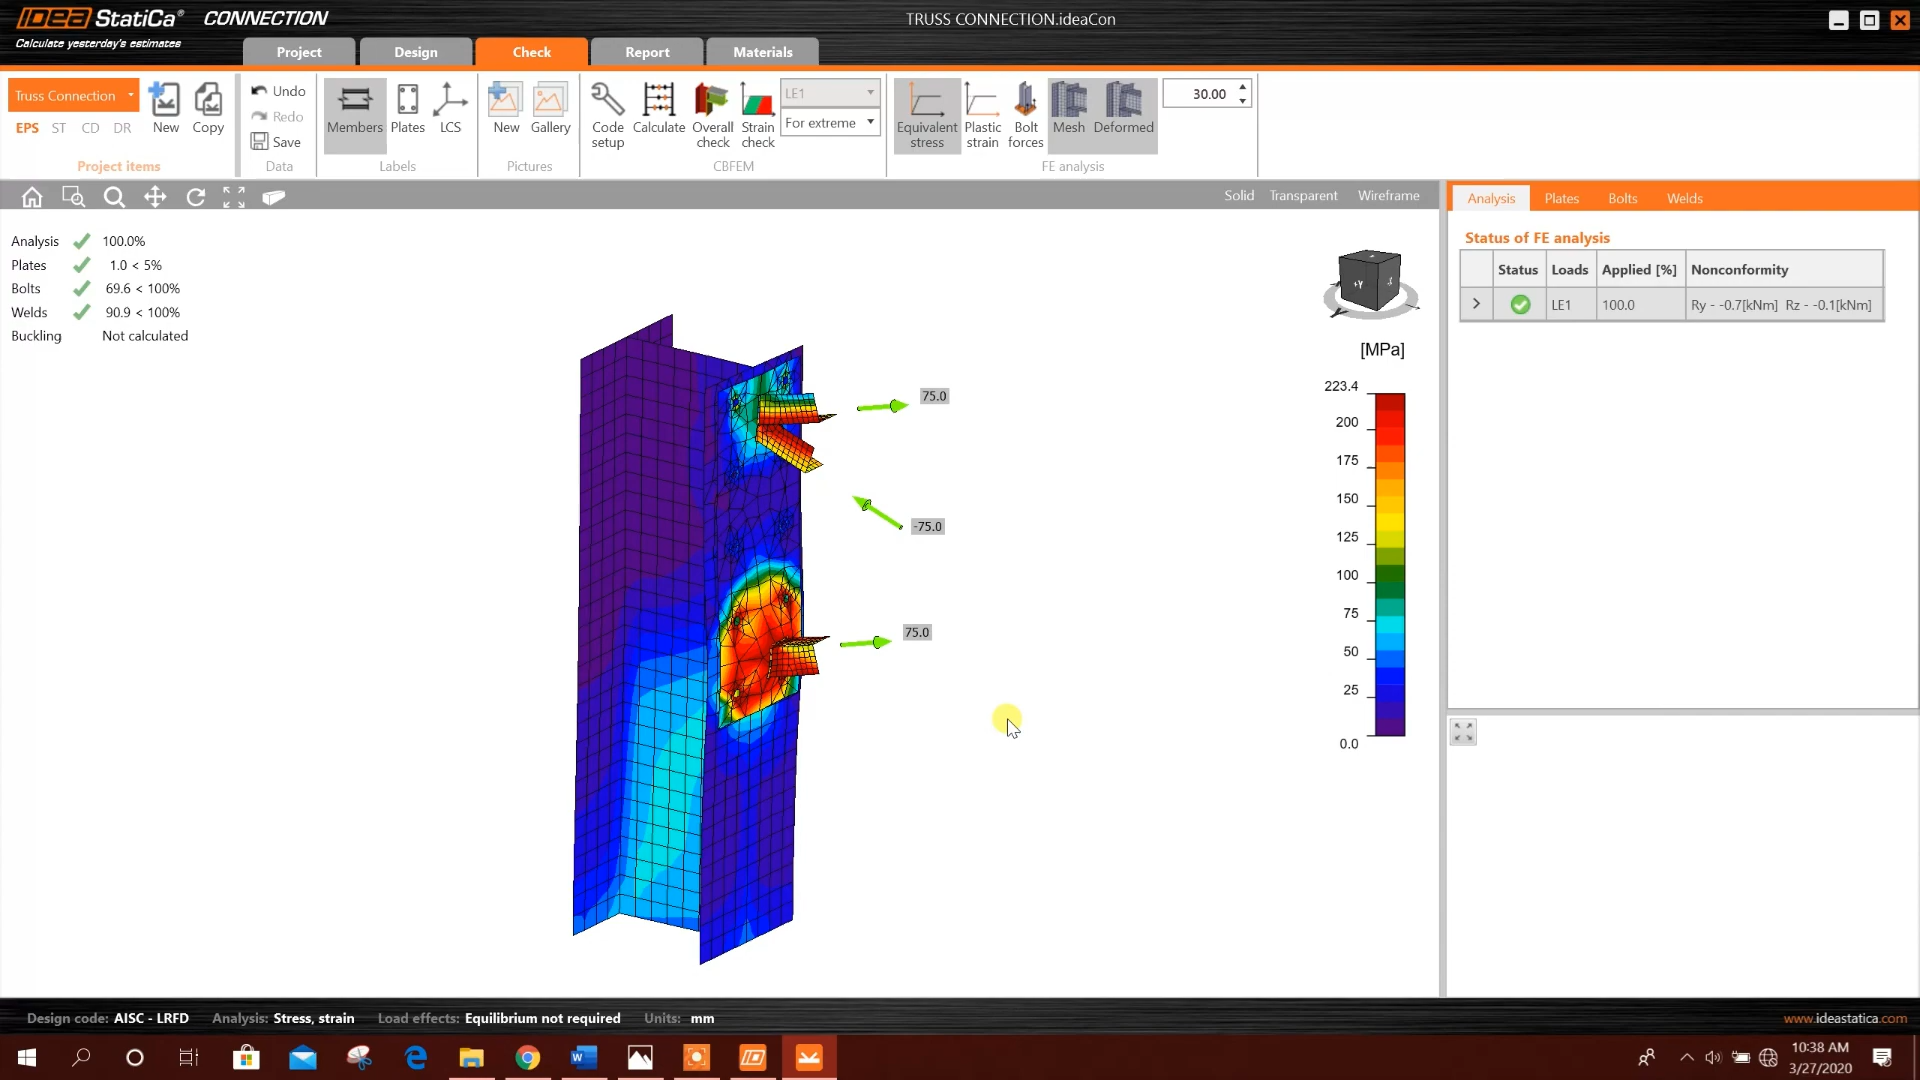 IDEA StatiCa® CONNECTION
Calculate yesterday's estimates
TRUSS CONNECTION.ideaCon
Project Design Check Report Materials
Truss Connection
EPS ST CD DR
New Copy
Project items
Undo
Redo
Save
Data
Members Plates LCS
Labels
New Gallery
Pictures
Code setup Calculate Overall check Strain check
LE1
For extreme
CBFEM
Equivalent stress Plastic strain Bolt forces Mesh Deformed
FE analysis
30.00
Solid Transparent Wireframe
Analysis 100.0%
Plates 1.0 < 5%
Bolts 69.6 < 100%
Welds 90.9 < 100%
Buckling Not calculated
75.0
-75.0
75.0
+Y
[MPa]
223.4
200
175
150
125
100
75
50
25
0.0
Analysis Plates Bolts Welds
Status of FE analysis
Status Loads Applied [%] Nonconformity
LE1 100.0 Ry - -0.7[kNm] Rz - -0.1[kNm]
Design code: AISC - LRFD Analysis: Stress, strain Load effects: Equilibrium not required Units: mm
www.ideastatica.com
10:38 AM
3/27/2020